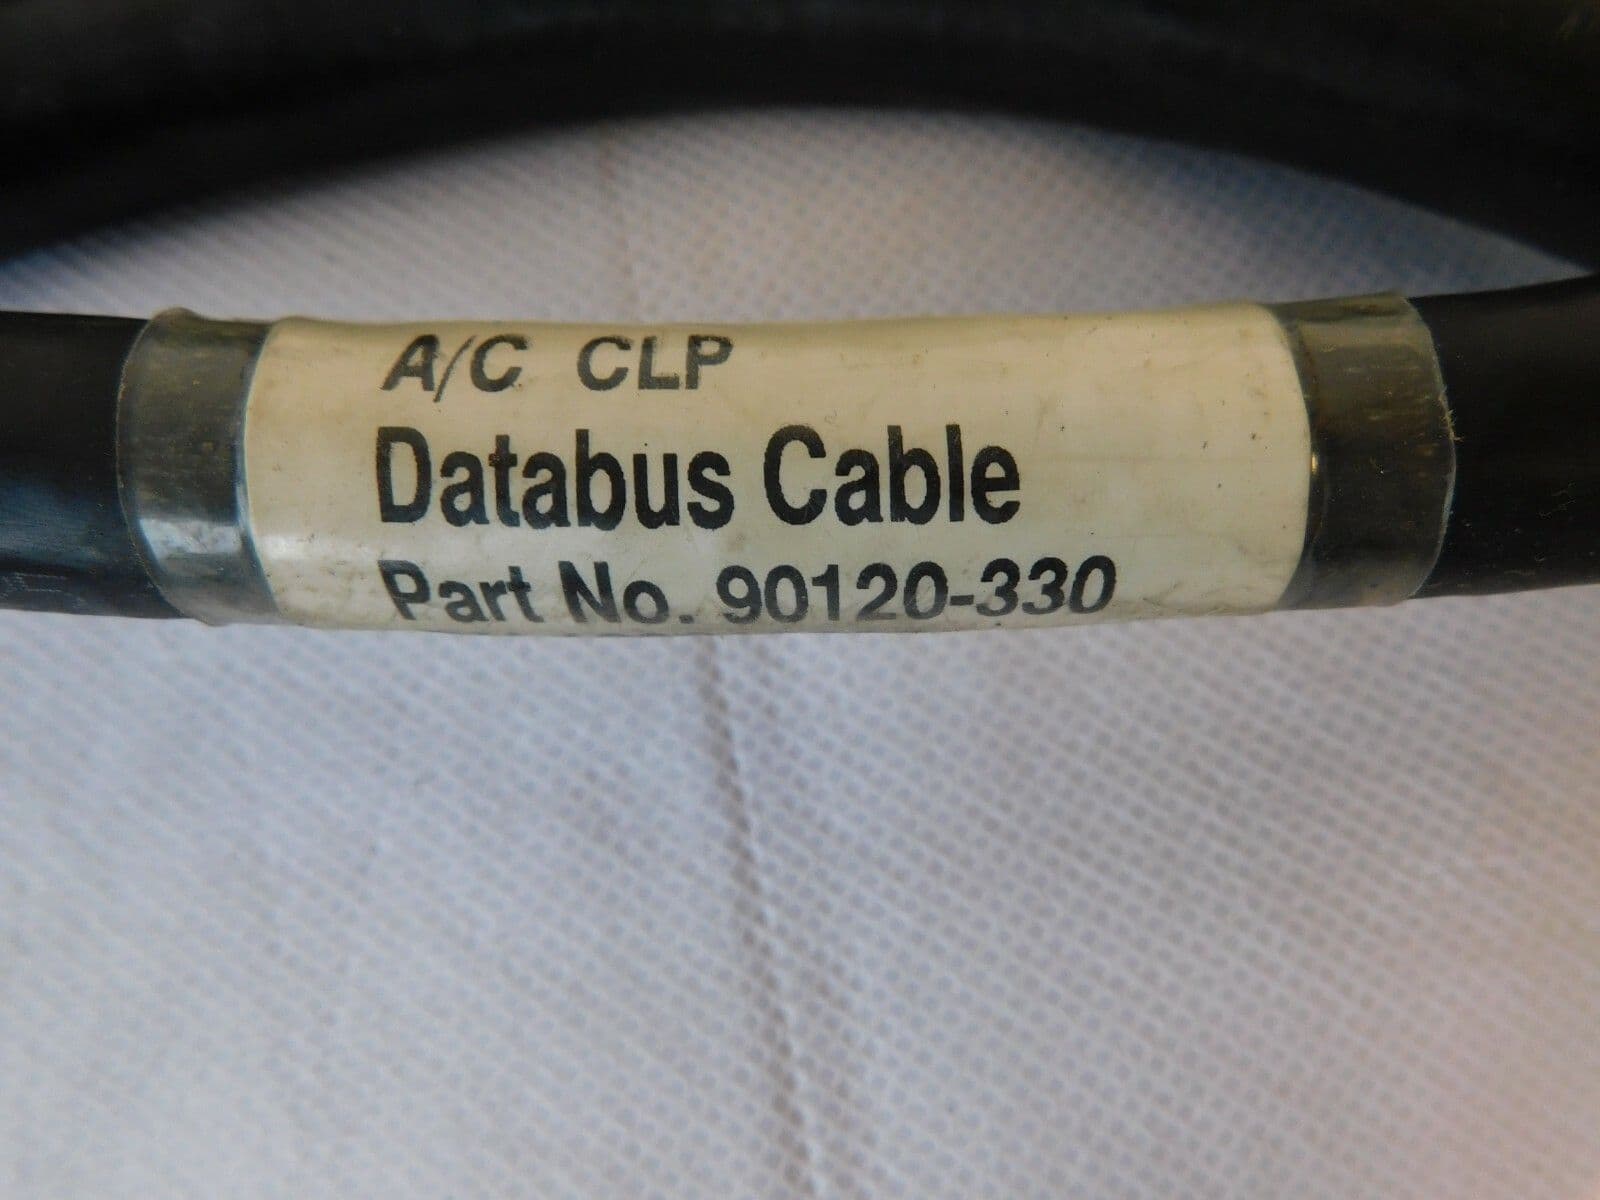 A/C CLP
Databus Cable
Part No. 90120-330